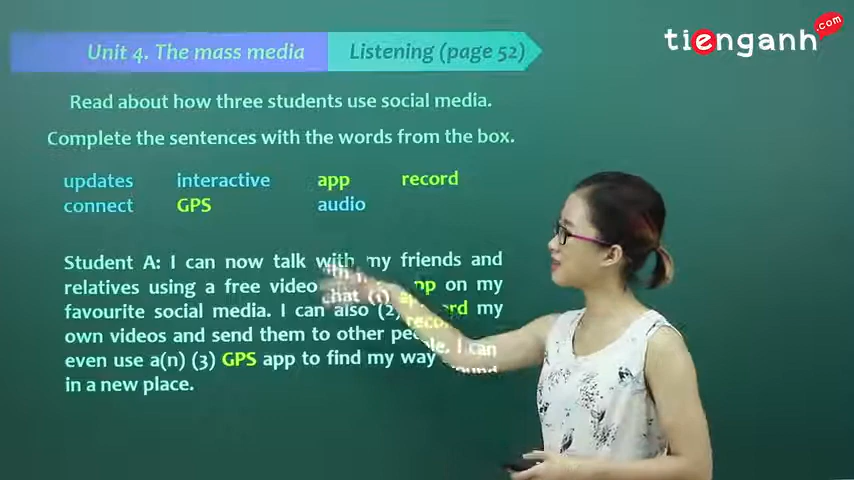 Unit 4. The mass media
Listening (page 52)
tienganh.com
Read about how three students use social media.
Complete the sentences with the words from the box.
updates interactive app record
connect GPS audio
Student A: I can now talk with my friends and
relatives using a free video chat (1) app on my
favourite social media. I can also (2) record my
own videos and send them to other people. I can
even use a(n) (3) GPS app to find my way around
in a new place.